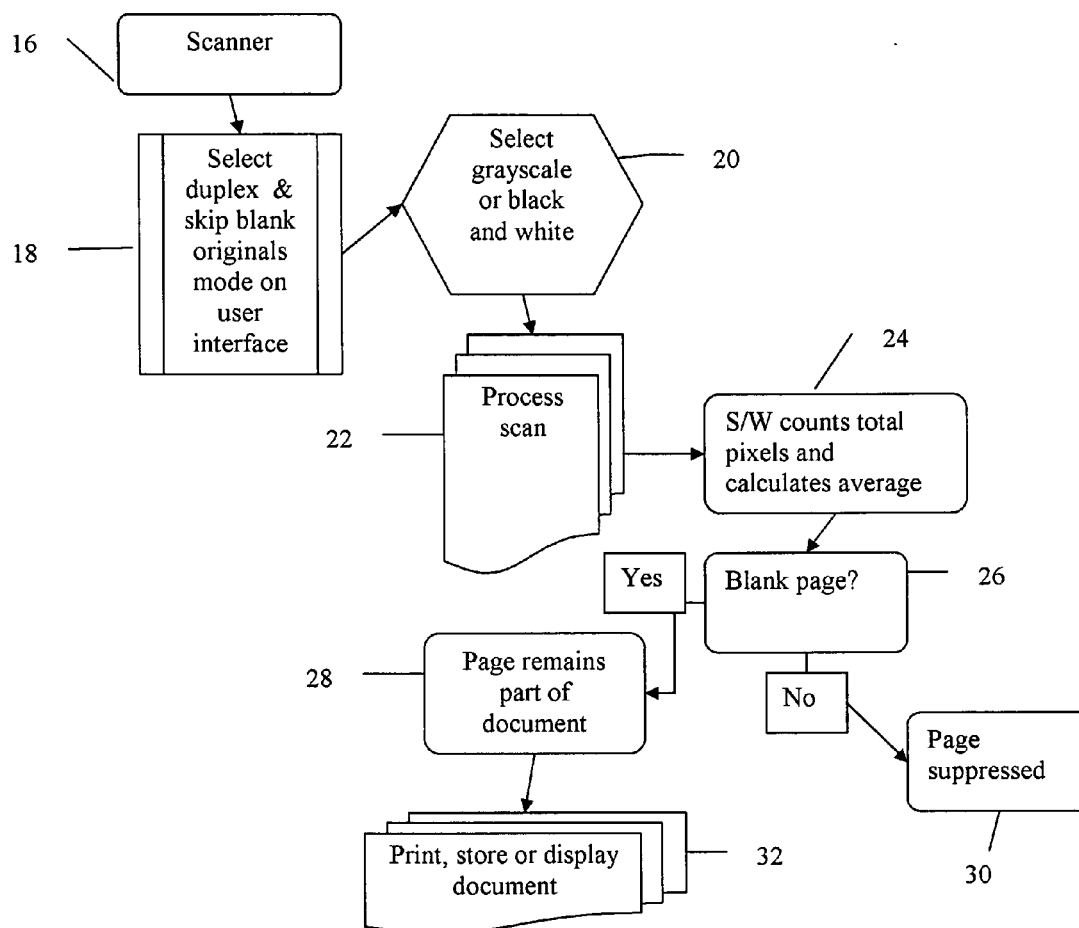 16
Scanner
Select
duplex &
skip blank
originals
mode on
user
interface
18
Select
grayscale
or black
and white
20
Process
scan
22
24
S/W counts total
pixels and
calculates average
Yes
Blank page?
26
28
Page remains
part of
document
No
Page
suppressed
30
Print, store or display
document
32